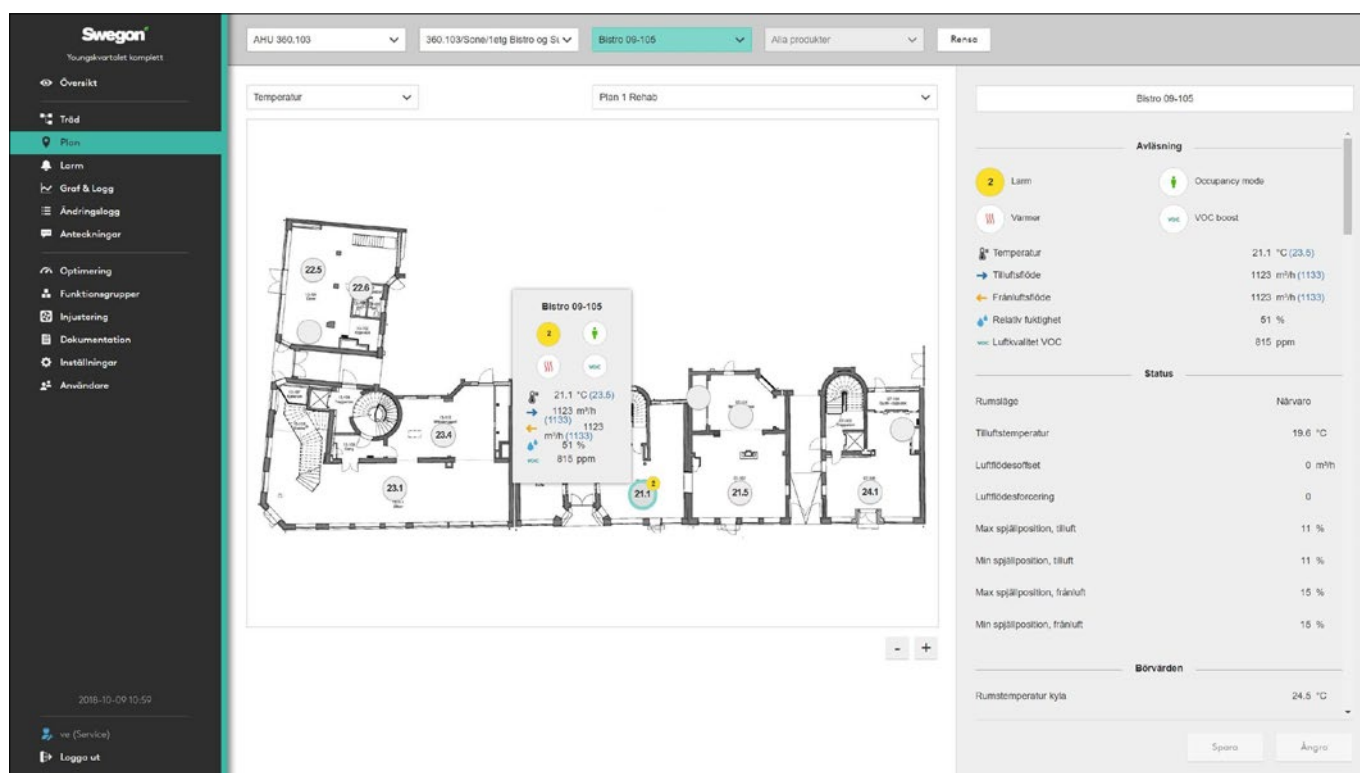 Swegon
Youngskvartalet komplett
Översikt
Träd
Plan
Larm
Graf & Logg
Ändringslogg
Anteckningar
Optimering
Funktionsgrupper
Injustering
Dokumentation
Inställningar
Användare
2018-10-09 10:59
ve (Service)
Logga ut
AHU 360.103
360.103/Sone/1etg Bistro og St
Bistro 09-105
Alla produkter
Rensa
Temperatur
Plan 1 Rehab
22.5
22.6
23.4
23.1
21.1
2
21.5
24.1
Bistro 09-105
2
VOC
21.1 °C (23.5)
1123 m³/h
(1133)
1123
m³/h (1133)
51 %
voc 815 ppm
-
+
Bistro 09-105
Avläsning
2 Larm
Occupancy mode
Värmer
VOC VOC boost
Temperatur 21.1 °C (23.5)
Tilluftsflöde 1123 m³/h (1133)
Frånluftsflöde 1123 m³/h (1133)
Relativ fuktighet 51 %
voc Luftkvalitet VOC 815 ppm
Status
Rumsläge Närvaro
Tilluftstemperatur 19.6 °C
Luftflödesoffset 0 m³/h
Luftflödesforcering 0
Max spjällposition, tilluft 11 %
Min spjällposition, tilluft 11 %
Max spjällposition, frånluft 15 %
Min spjällposition, frånluft 15 %
Börvärden
Rumstemperatur kyla 24.5 °C
Spara
Ångra